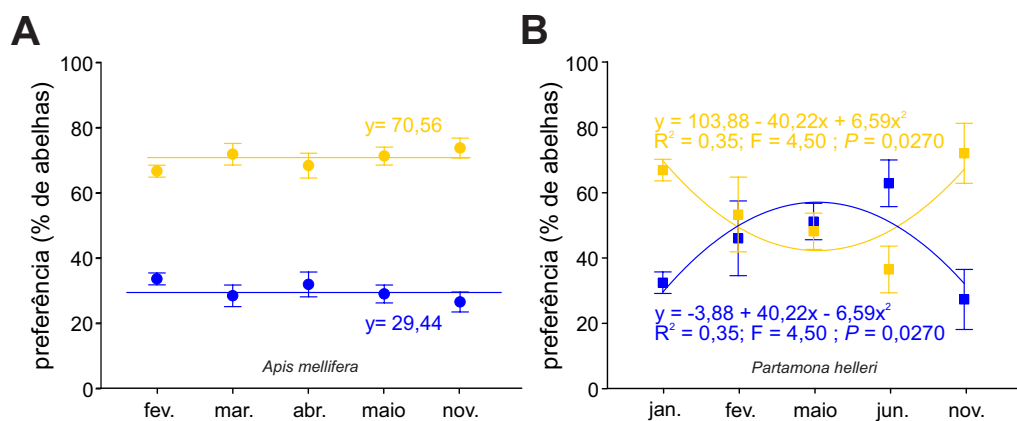 A
preferência (% de abelhas)
100
80
60
40
20
0
y= 70,56
y= 29,44
Apis mellifera
fev. mar. abr. maio nov.
B
preferência (% de abelhas)
100
80
60
40
20
0
y = 103,88 - 40,22x + 6,59x²
R² = 0,35; F = 4,50 ; P = 0,0270
y = -3,88 + 40,22x - 6,59x²
R² = 0,35; F = 4,50 ; P = 0,0270
Partamona helleri
jan. fev. maio jun. nov.